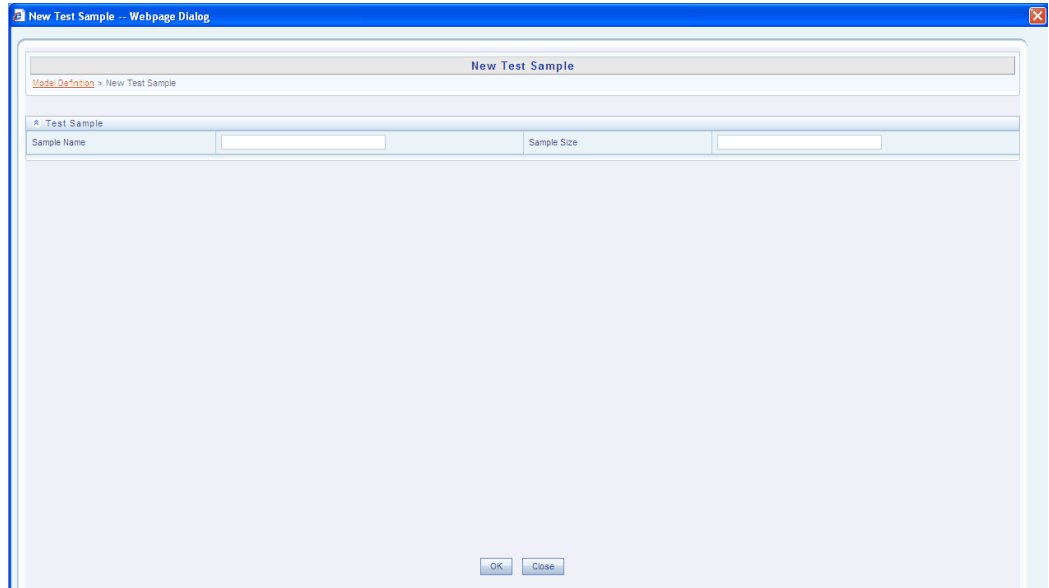 New Test Sample -- Webpage Dialog
New Test Sample
Model Definition > New Test Sample
Test Sample
Sample Name
Sample Size
OK
Close